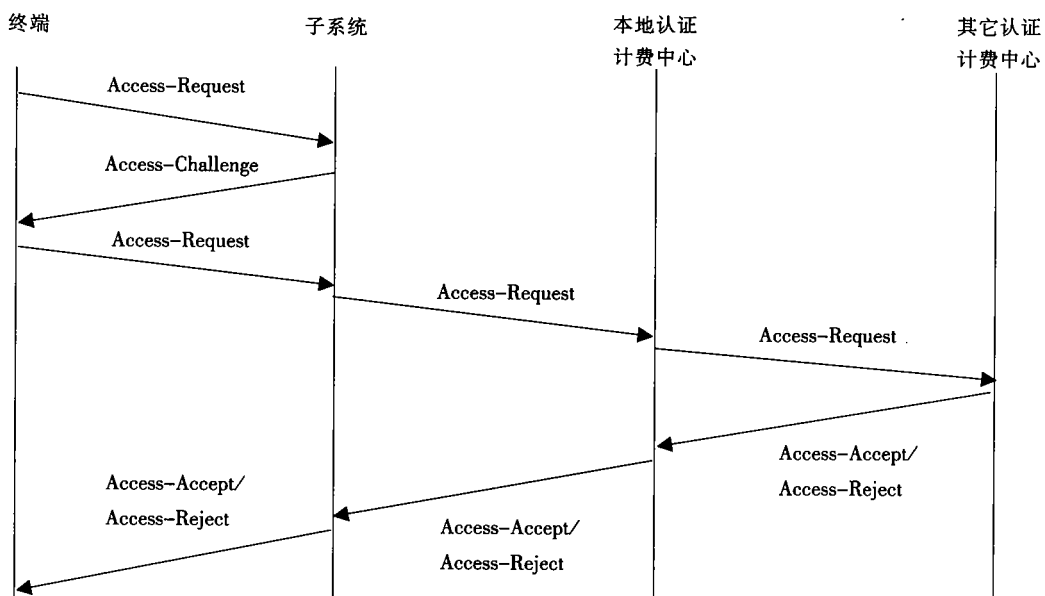 终端
子系统
本地认证
计费中心
其它认证
计费中心
Access-Request
Access-Challenge
Access-Request
Access-Request
Access-Request
Access-Accept/
Access-Reject
Access-Accept/
Access-Reject
Access-Accept/
Access-Reject